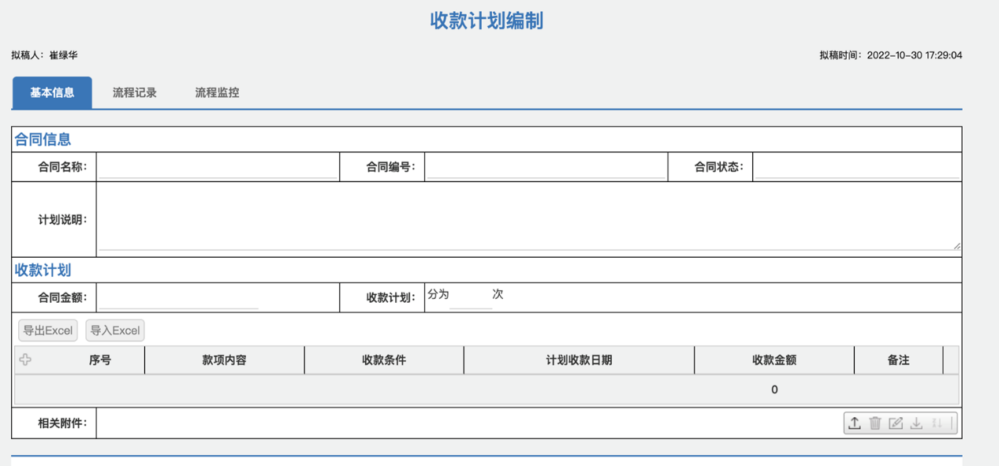 收款计划编制
拟稿人：崔绿华 拟稿时间：2022-10-30 17:29:04
基本信息 流程记录 流程监控
合同信息
合同名称： 合同编号： 合同状态：
计划说明：
收款计划
合同金额： 收款计划： 分为 次
导出Excel 导入Excel
序号 款项内容 收款条件 计划收款日期 收款金额 备注
0
相关附件：